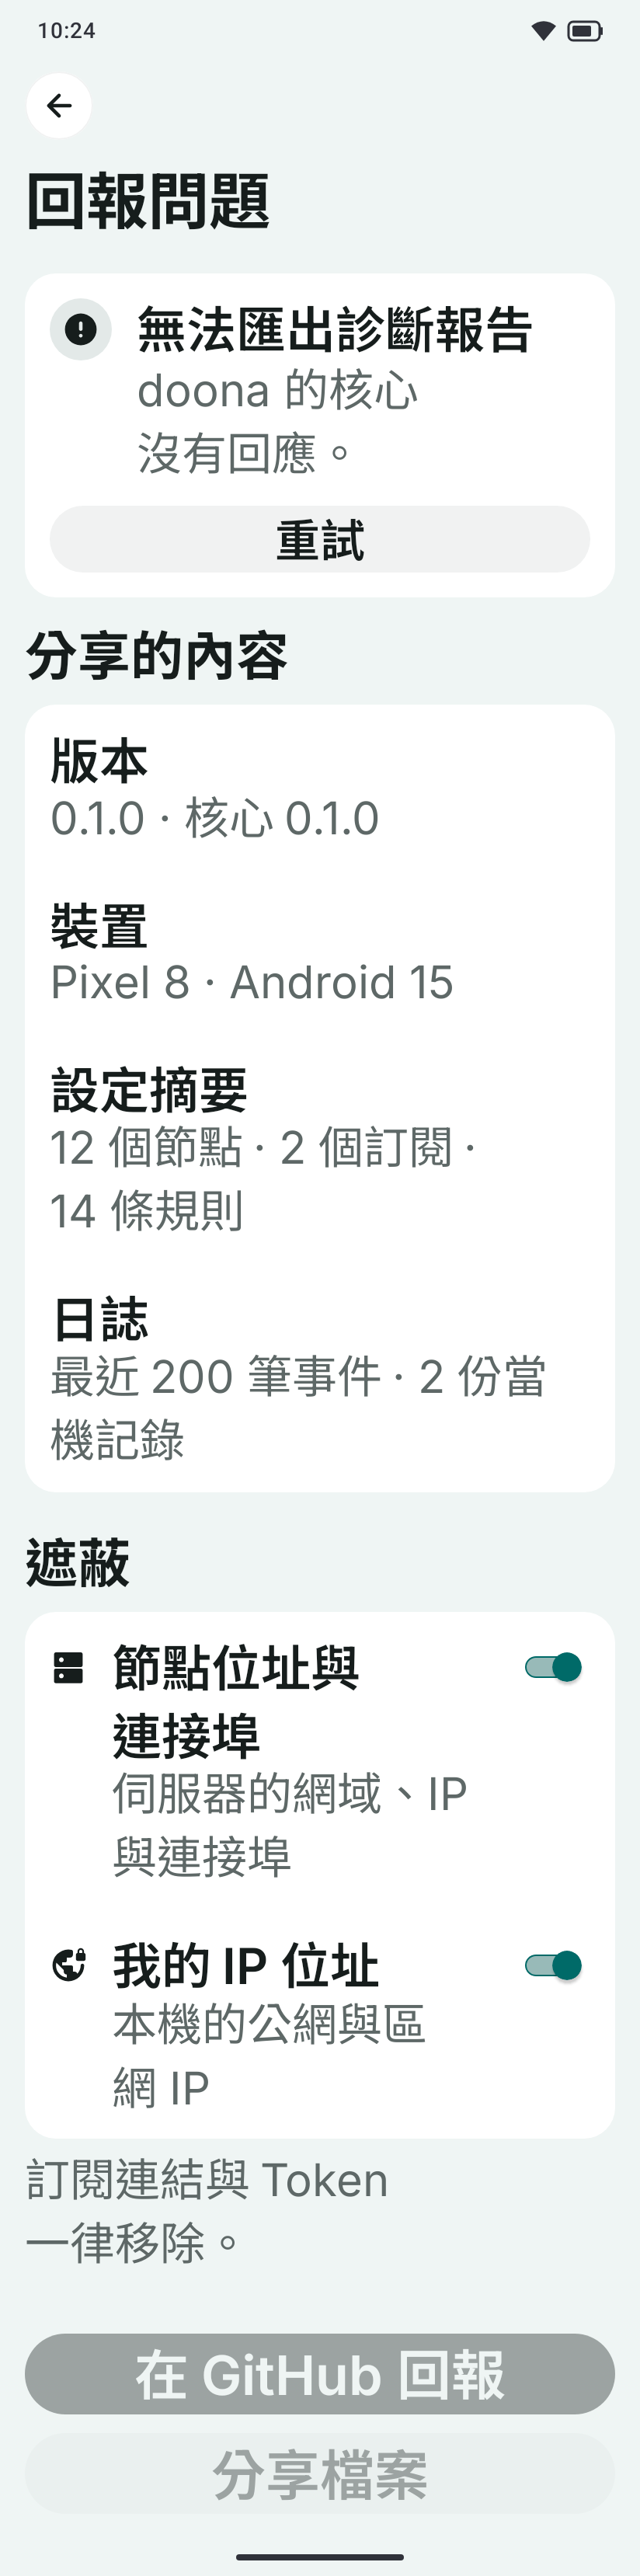 10:24
回報問題
無法匯出診斷報告
doona 的核心
沒有回應。
重試
分享的內容
版本
0.1.0 · 核心 0.1.0
裝置
Pixel 8 · Android 15
設定摘要
12 個節點 · 2 個訂閱 ·
14 條規則
日誌
最近 200 筆事件 · 2 份當
機記錄
遮蔽
節點位址與
連接埠
伺服器的網域、IP
與連接埠
我的 IP 位址
本機的公網與區
網 IP
訂閱連結與 Token
一律移除。
在 GitHub 回報
分享檔案